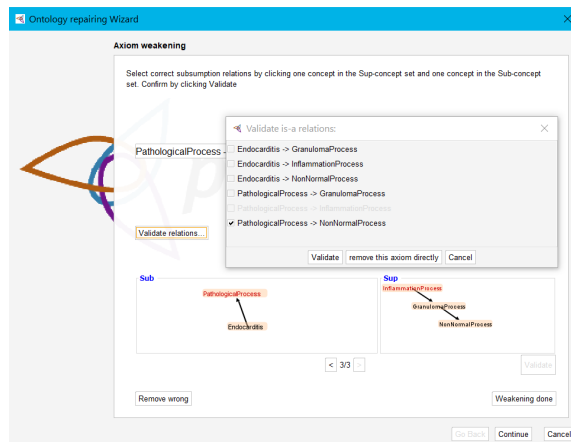 Ontology repairing Wizard
Axiom weakening
Select correct subsumption relations by clicking one concept in the Sup-concept set and one concept in the Sub-concept
set. Confirm by clicking Validate
Validate is-a relations:
PathologicalProcess -
Endocarditis -> GranulomaProcess
Endocarditis -> InflammationProcess
Endocarditis -> NonNormalProcess
PathologicalProcess -> GranulomaProcess
PathologicalProcess -> InflammationProcess
PathologicalProcess -> NonNormalProcess
Validate relations...
Validate remove this axiom directly Cancel
Sub
PathologicalProcess
Endocarditis
Sup
InflammationProcess
GranulomaProcess
NonNormalProcess
< 3/3 >
Validate
Remove wrong
Weakening done
Go Back Continue Cancel